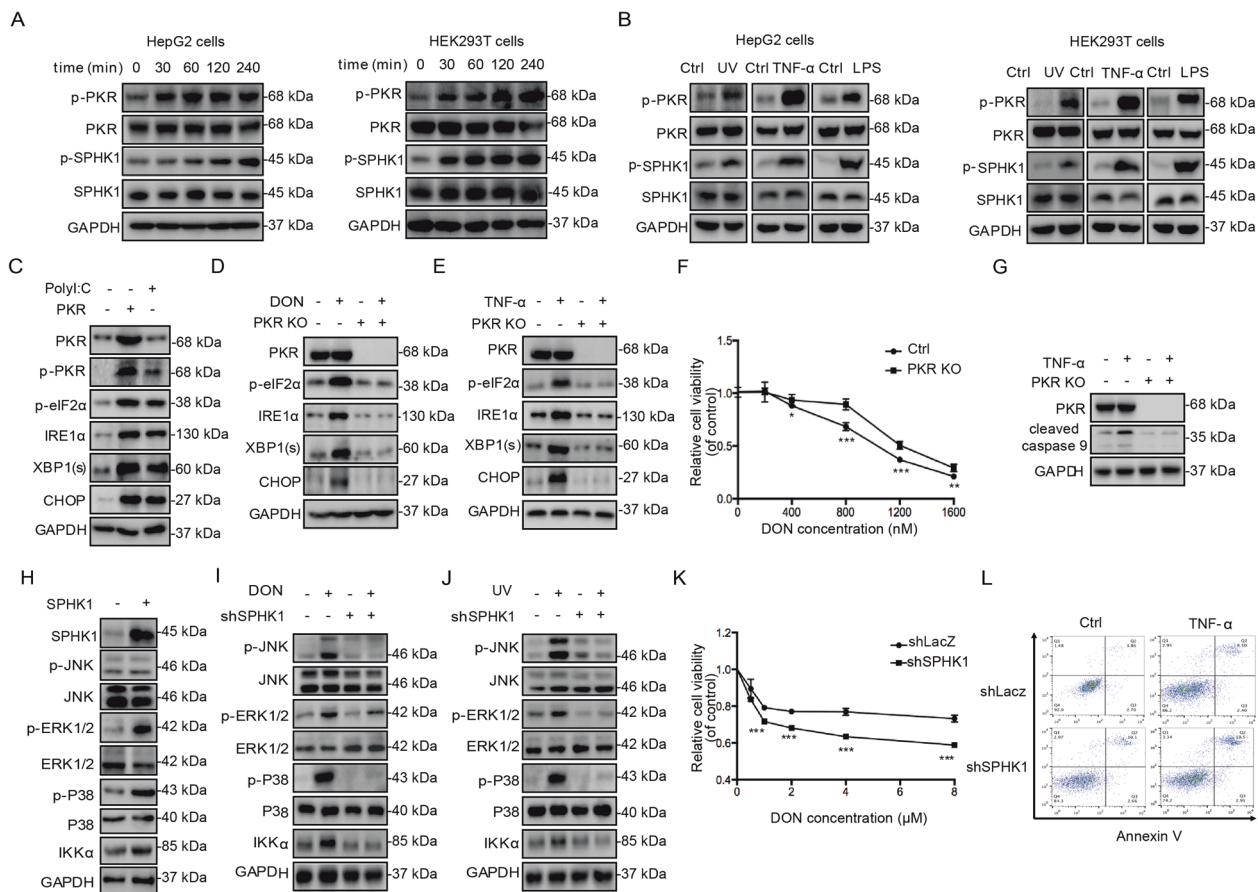 A
HepG2 cells
time (min) 0 30 60 120 240
p-PKR -68 kDa
PKR -68 kDa
p-SPHK1 -45 kDa
SPHK1 -45 kDa
GAPDH -37 kDa
HEK293T cells
time (min) 0 30 60 120 240
p-PKR -68 kDa
PKR -68 kDa
p-SPHK1 -45 kDa
SPHK1 -45 kDa
GAPDH -37 kDa
B
HepG2 cells
Ctrl UV Ctrl TNF-α Ctrl LPS
p-PKR -68 kDa
PKR -68 kDa
p-SPHK1 -45 kDa
SPHK1 -45 kDa
GAPDH -37 kDa
HEK293T cells
Ctrl UV Ctrl TNF-α Ctrl LPS
p-PKR -68 kDa
PKR -68 kDa
p-SPHK1 -45 kDa
SPHK1 -45 kDa
GAPDH -37 kDa
C
PolyI:C - - +
PKR - + -
PKR -68 kDa
p-PKR -68 kDa
p-eIF2α -38 kDa
IRE1α -130 kDa
XBP1(s) -60 kDa
CHOP -27 kDa
GAPDH -37 kDa
D
DON - + - +
PKR KO - - + +
PKR -68 kDa
p-eIF2α -38 kDa
IRE1α -130 kDa
XBP1(s) -60 kDa
CHOP -27 kDa
GAPDH -37 kDa
E
TNF-α - + - +
PKR KO - - + +
PKR -68 kDa
p-eIF2α -38 kDa
IRE1α -130 kDa
XBP1(s) -60 kDa
CHOP -27 kDa
GAPDH -37 kDa
F
Relative cell viability
(of control)
1.5
1.0
0.5
0.0
Ctrl
PKR KO
*
***
***
**
0 400 800 1200 1600
DON concentration (nM)
G
TNF-α - + - +
PKR KO - - + +
PKR -68 kDa
cleaved
caspase 9 -35 kDa
GAPDH -37 kDa
H
SPHK1 - +
SPHK1 -45 kDa
p-JNK -46 kDa
JNK -46 kDa
p-ERK1/2 -42 kDa
ERK1/2 -42 kDa
p-P38 -43 kDa
P38 -40 kDa
IKKα -85 kDa
GAPDH -37 kDa
I
DON - + - +
shSPHK1 - - + +
p-JNK -46 kDa
JNK -46 kDa
p-ERK1/2 -42 kDa
ERK1/2 -42 kDa
p-P38 -43 kDa
P38 -40 kDa
IKKα -85 kDa
GAPDH -37 kDa
J
UV - + - +
shSPHK1 - - + +
p-JNK -46 kDa
JNK -46 kDa
p-ERK1/2 -42 kDa
ERK1/2 -42 kDa
p-P38 -43 kDa
P38 -40 kDa
IKKα -85 kDa
GAPDH -37 kDa
K
Relative cell viability
(of control)
1.0
0.8
0.6
0.4
shLacZ
shSPHK1
***
***
***
***
0 2 4 6 8
DON concentration (µM)
L
Ctrl TNF-α
shLacz
shSPHK1
Annexin V